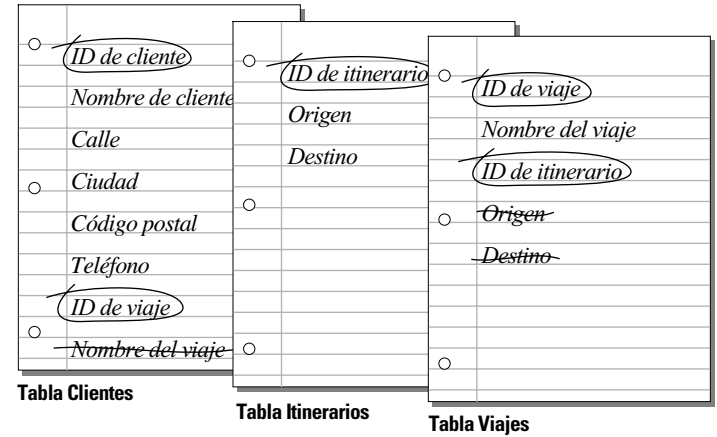 ID de cliente
Nombre de cliente
Calle
Ciudad
Código postal
Teléfono
ID de viaje
Nombre del viaje
Tabla Clientes
ID de itinerario
Origen
Destino
Tabla Itinerarios
ID de viaje
Nombre del viaje
ID de itinerario
Origen
Destino
Tabla Viajes